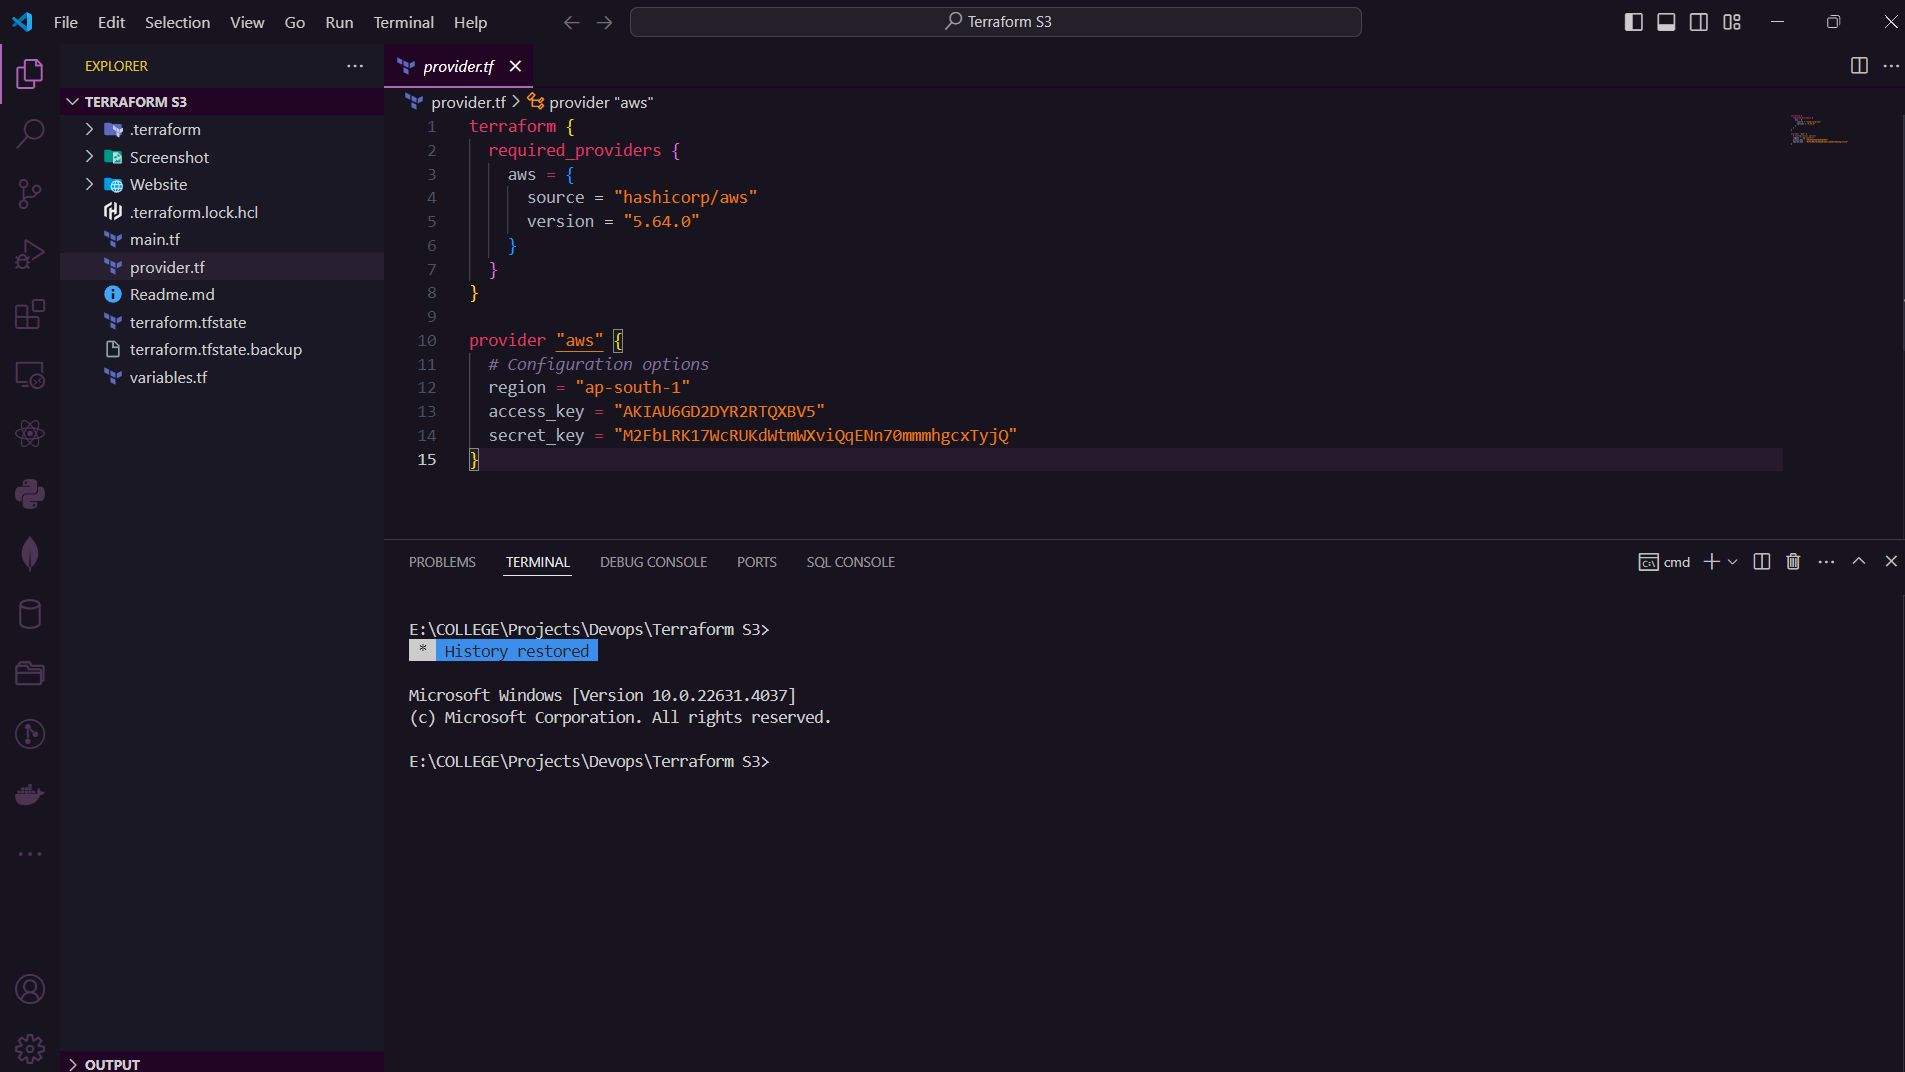 File Edit Selection View Go Run Terminal Help
Terraform S3
EXPLORER
TERRAFORM S3
.terraform
Screenshot
Website
.terraform.lock.hcl
main.tf
provider.tf
Readme.md
terraform.tfstate
terraform.tfstate.backup
variables.tf
OUTPUT
provider.tf
provider.tf > provider "aws"
1 terraform {
2 required_providers {
3 aws = {
4 source = "hashicorp/aws"
5 version = "5.64.0"
6 }
7 }
8 }
9
10 provider "aws" {
11 # Configuration options
12 region = "ap-south-1"
13 access_key = "AKIAU6GD2DYR2RTQXBV5"
14 secret_key = "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"
15 }
PROBLEMS TERMINAL DEBUG CONSOLE PORTS SQL CONSOLE
cmd
E:\COLLEGE\Projects\Devops\Terraform S3>
* History restored
Microsoft Windows [Version 10.0.22631.4037]
(c) Microsoft Corporation. All rights reserved.
E:\COLLEGE\Projects\Devops\Terraform S3>